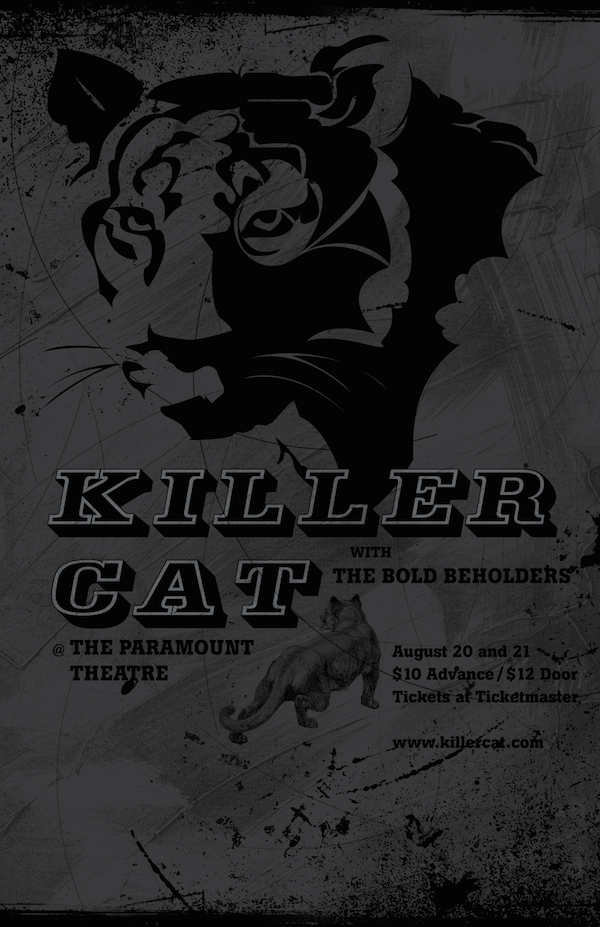 KILLER
CAT
WITH
THE BOLD BEHOLDERS
@ THE PARAMOUNT
THEATRE
August 20 and 21
$10 Advance / $12 Door
Tickets at Ticketmaster,
www.killercat.com